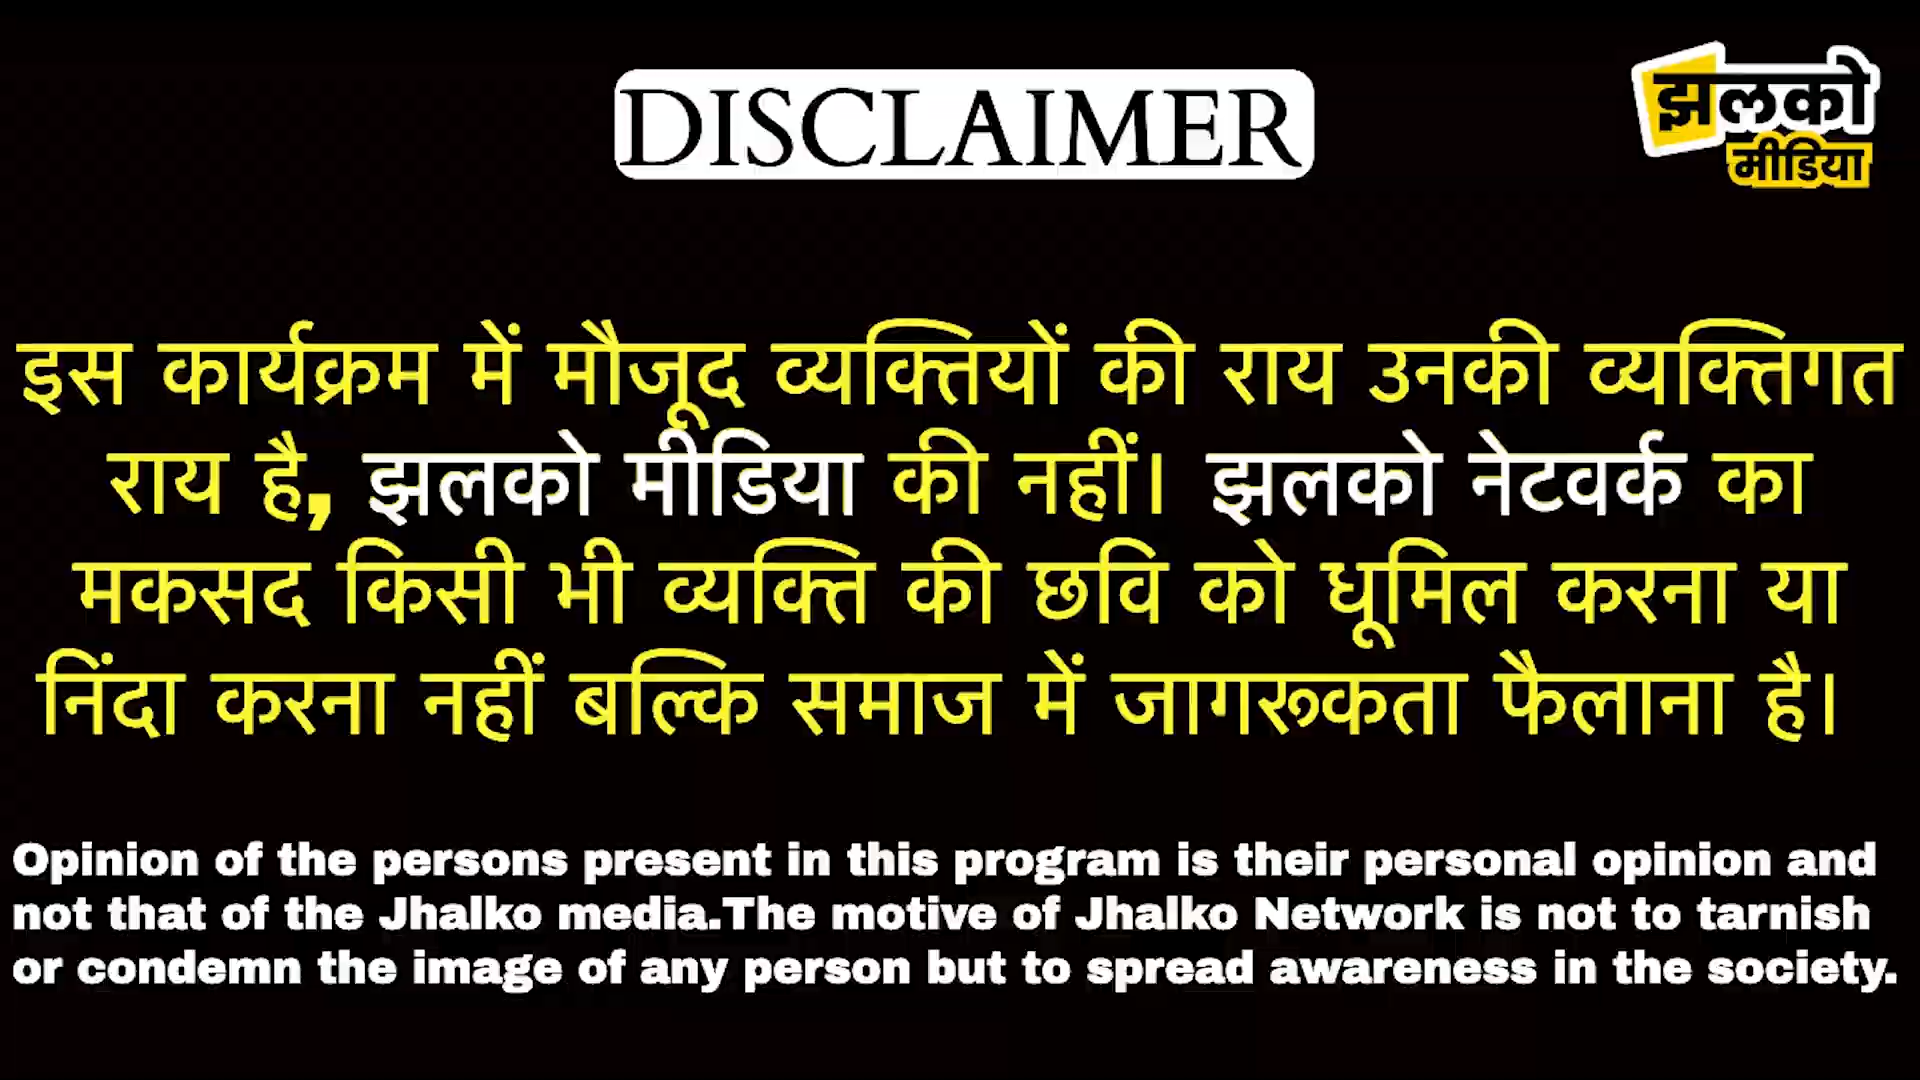 DISCLAIMER
झलको
मीडिया
इस कार्यक्रम में मौजूद व्यक्तियों की राय उनकी व्यक्तिगत
राय है, झलको मीडिया की नहीं। झलको नेटवर्क का
मकसद किसी भी व्यक्ति की छवि को धूमिल करना या
निंदा करना नहीं बल्कि समाज में जागरूकता फैलाना है।
Opinion of the persons present in this program is their personal opinion and
not that of the Jhalko media.The motive of Jhalko Network is not to tarnish
or condemn the image of any person but to spread awareness in the society.